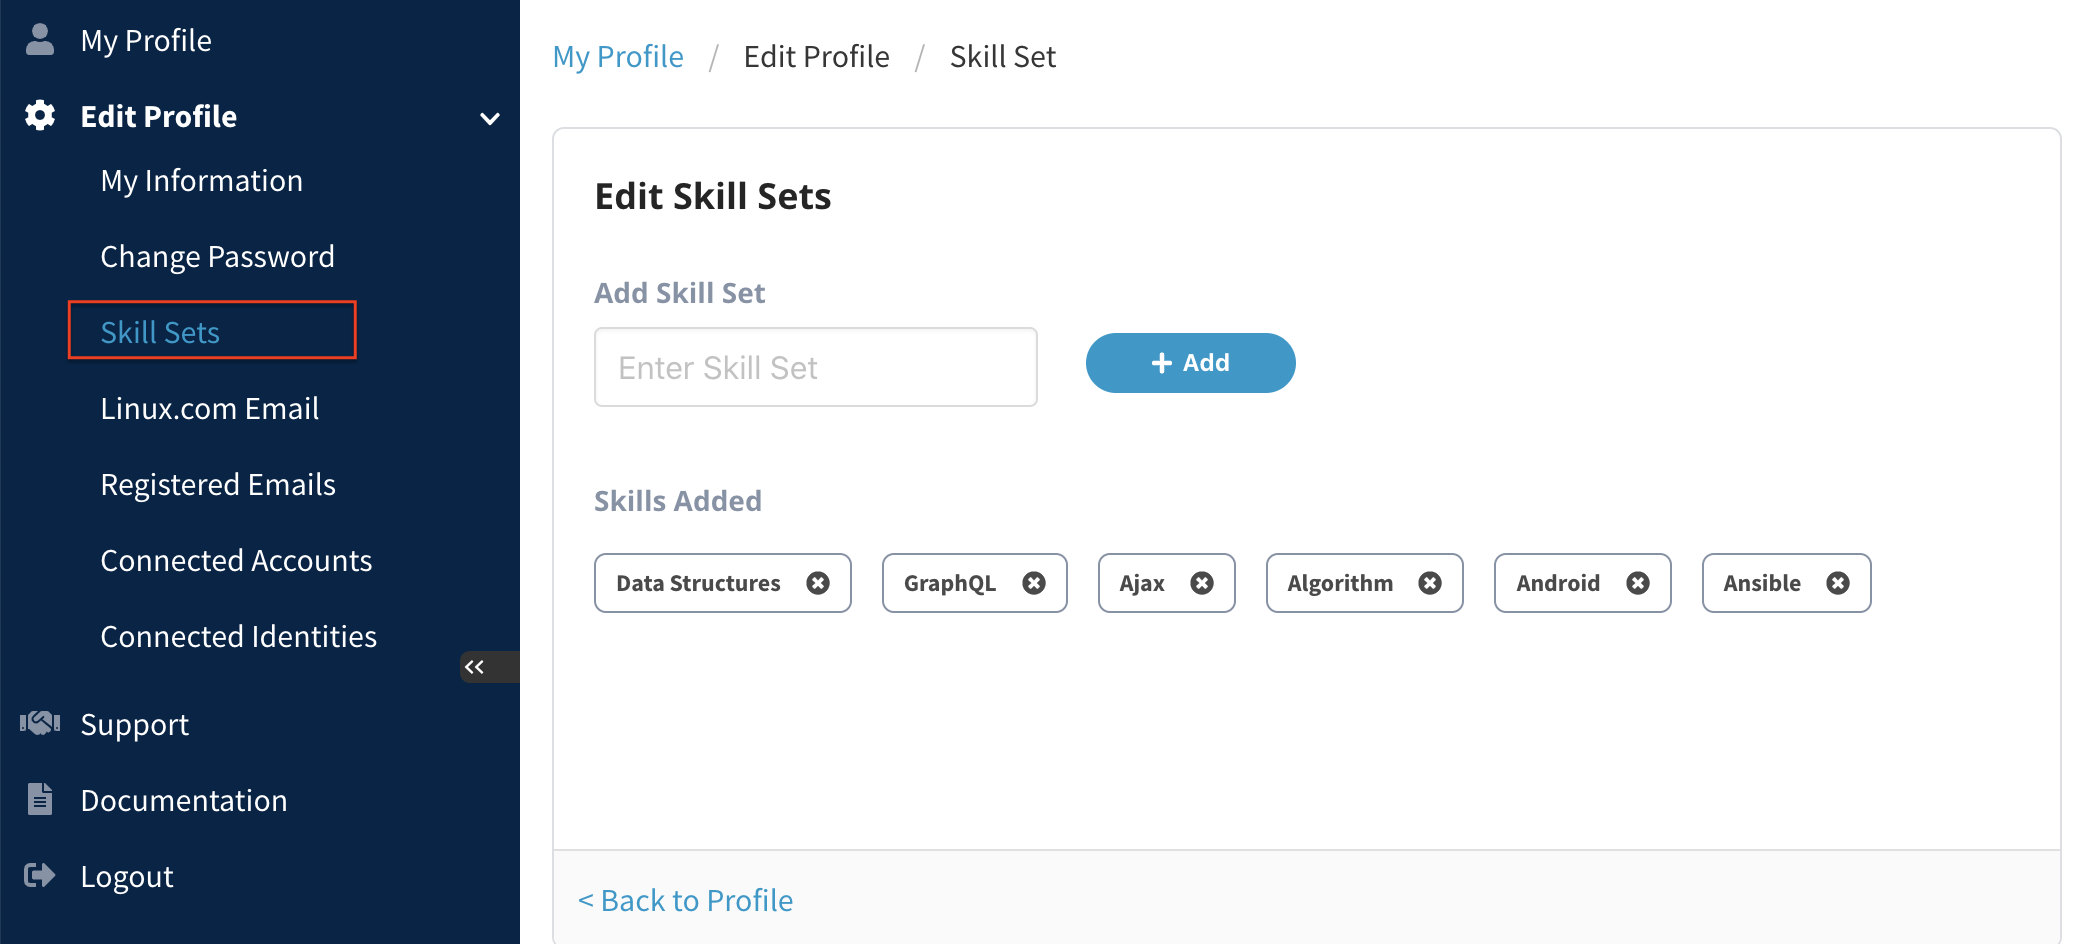 My Profile
Edit Profile
My Information
Change Password
Skill Sets
Linux.com Email
Registered Emails
Connected Accounts
Connected Identities
Support
Documentation
Logout
My Profile / Edit Profile / Skill Set
Edit Skill Sets
Add Skill Set
Enter Skill Set
+ Add
Skills Added
Data Structures
GraphQL
Ajax
Algorithm
Android
Ansible
< Back to Profile